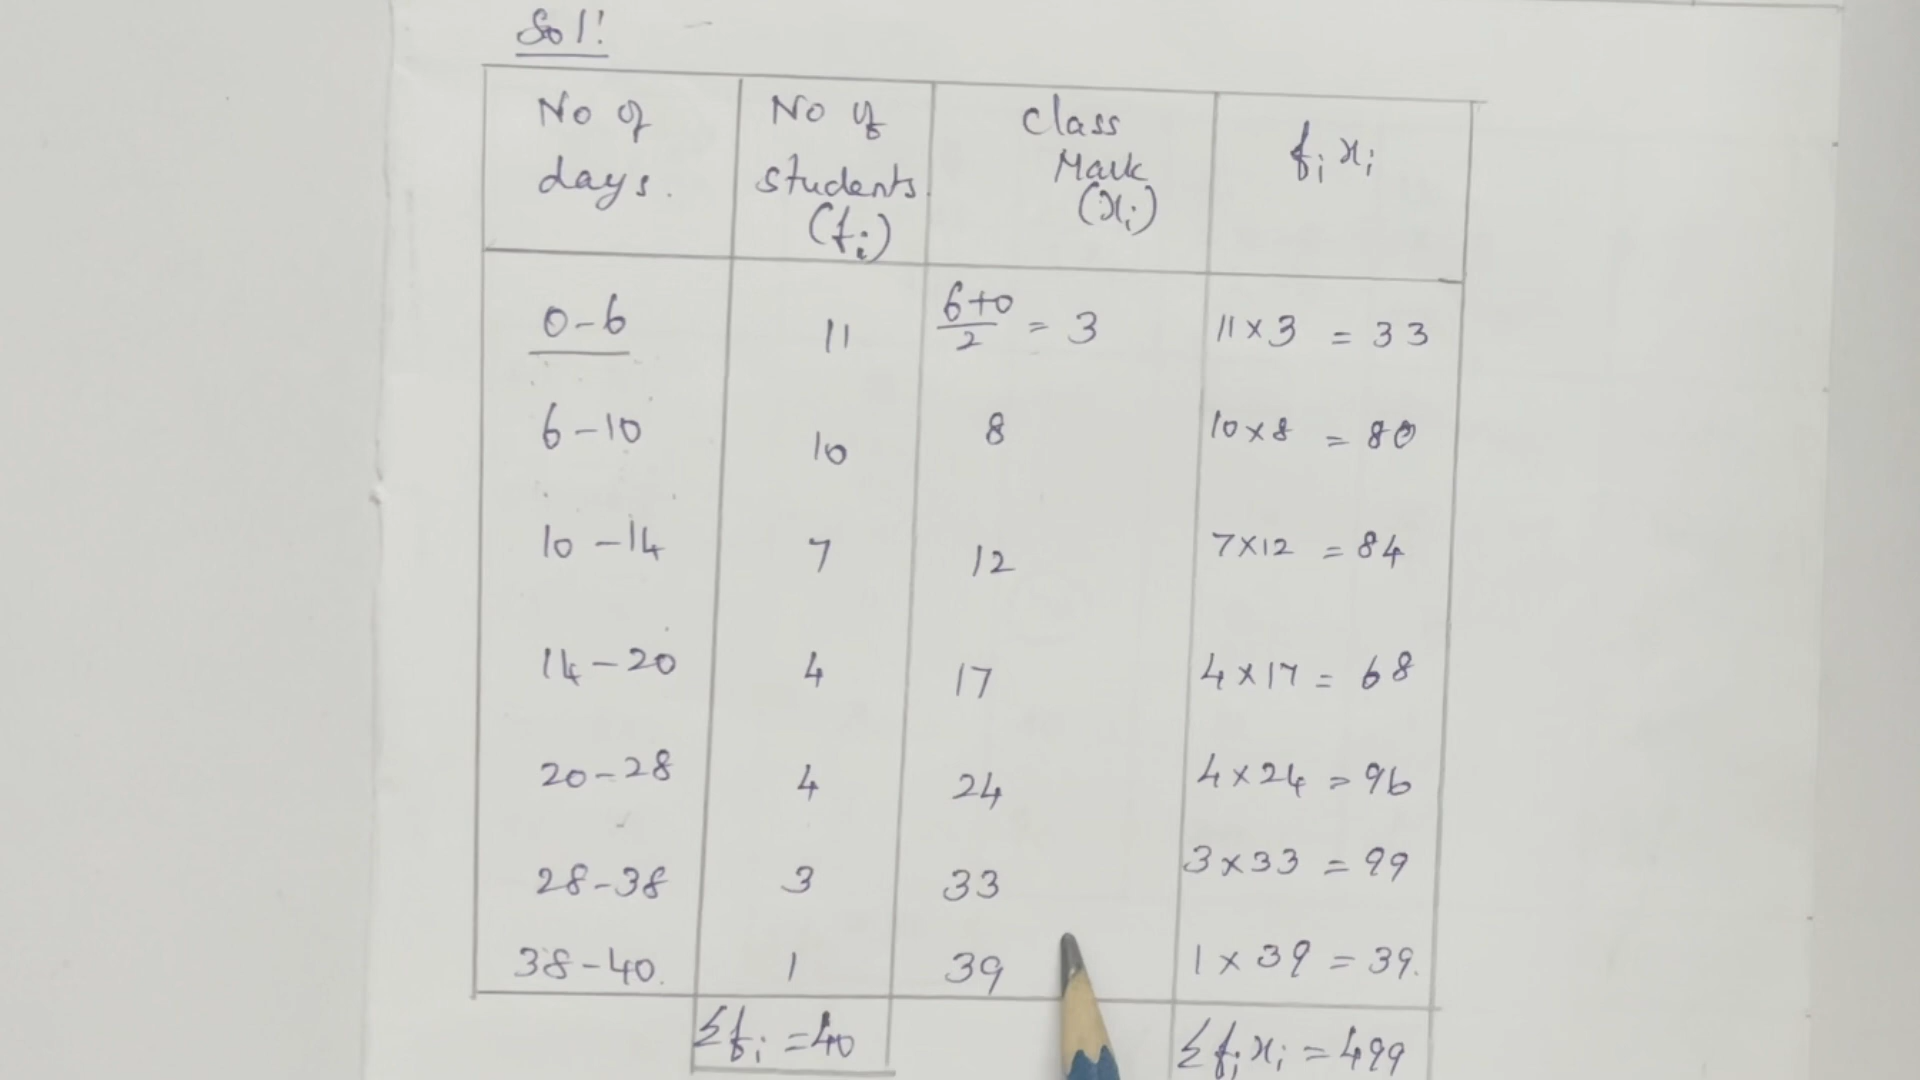 Sol!
No of days. No of students. (fi) Class Mark (xi) fixi
0-6 11 6+0/2 = 3 11 × 3 = 33
6-10 10 8 10 × 8 = 80
10-14 7 12 7 × 12 = 84
14-20 4 17 4 × 17 = 68
20-28 4 24 4 × 24 = 96
28-38 3 33 3 × 33 = 99
38-40. 1 39 1 × 39 = 39.
Σfi = 40 Σfixi = 499